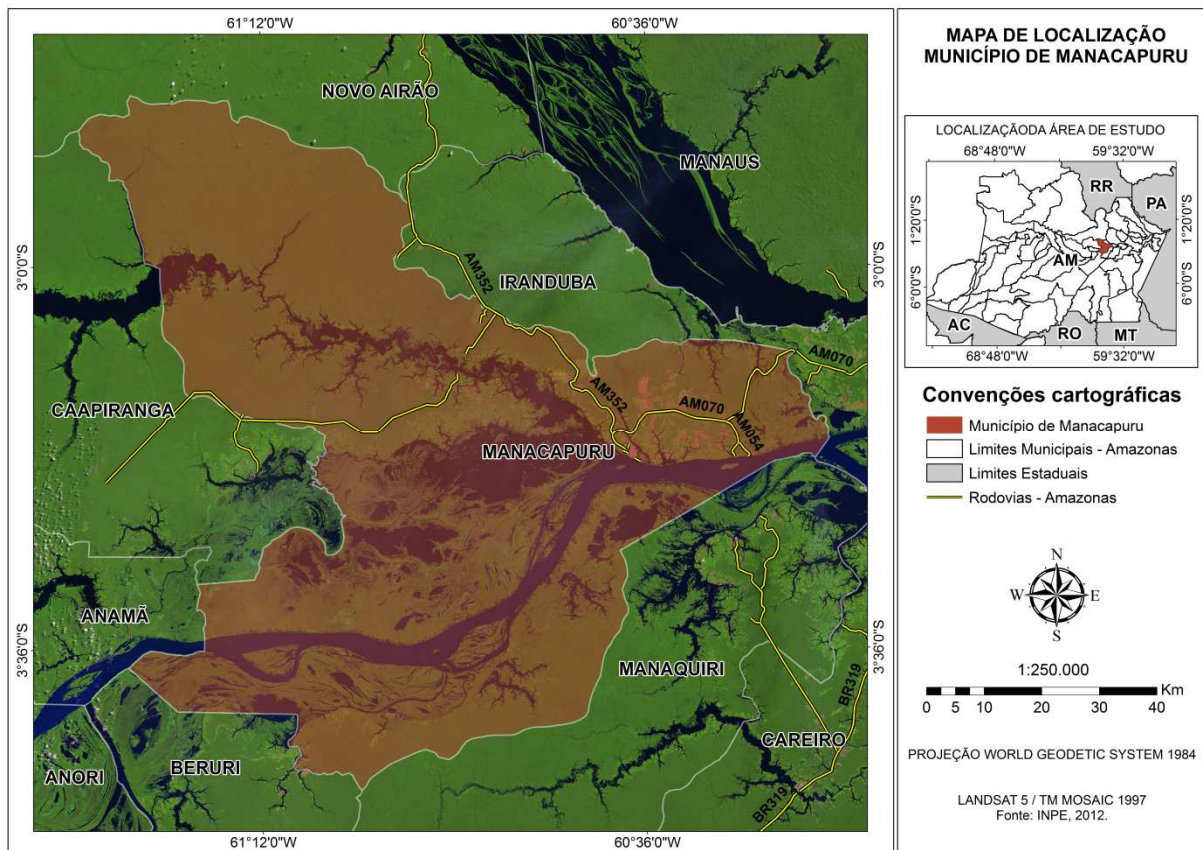 61°12'0"W
60°36'0"W
3°0'0"S
3°0'0"S
3°36'0"S
3°36'0"S
61°12'0"W
60°36'0"W
NOVO AIRÃO
MANAUS
IRANDUBA
AM352
AM070
CAAPIRANGA
AM352
AM070
AM054
MANACAPURU
ANAMÃ
MANAQUIRI
BR319
CAREIRO
BERURI
ANORI
BR319
MAPA DE LOCALIZAÇÃO
MUNICÍPIO DE MANACAPURU
LOCALIZAÇÃODA ÁREA DE ESTUDO
68°48'0"W
59°32'0"W
RR
PA
1°20'0"S
1°20'0"S
AM
6°0'0"S
6°0'0"S
AC
RO
MT
68°48'0"W
59°32'0"W
Convenções cartográficas
Município de Manacapuru
Limites Municipais - Amazonas
Limites Estaduais
Rodovias - Amazonas
N
W
E
S
1:250.000
Km
0 5 10 20 30 40
PROJEÇÃO WORLD GEODETIC SYSTEM 1984
LANDSAT 5 / TM MOSAIC 1997
Fonte: INPE, 2012.